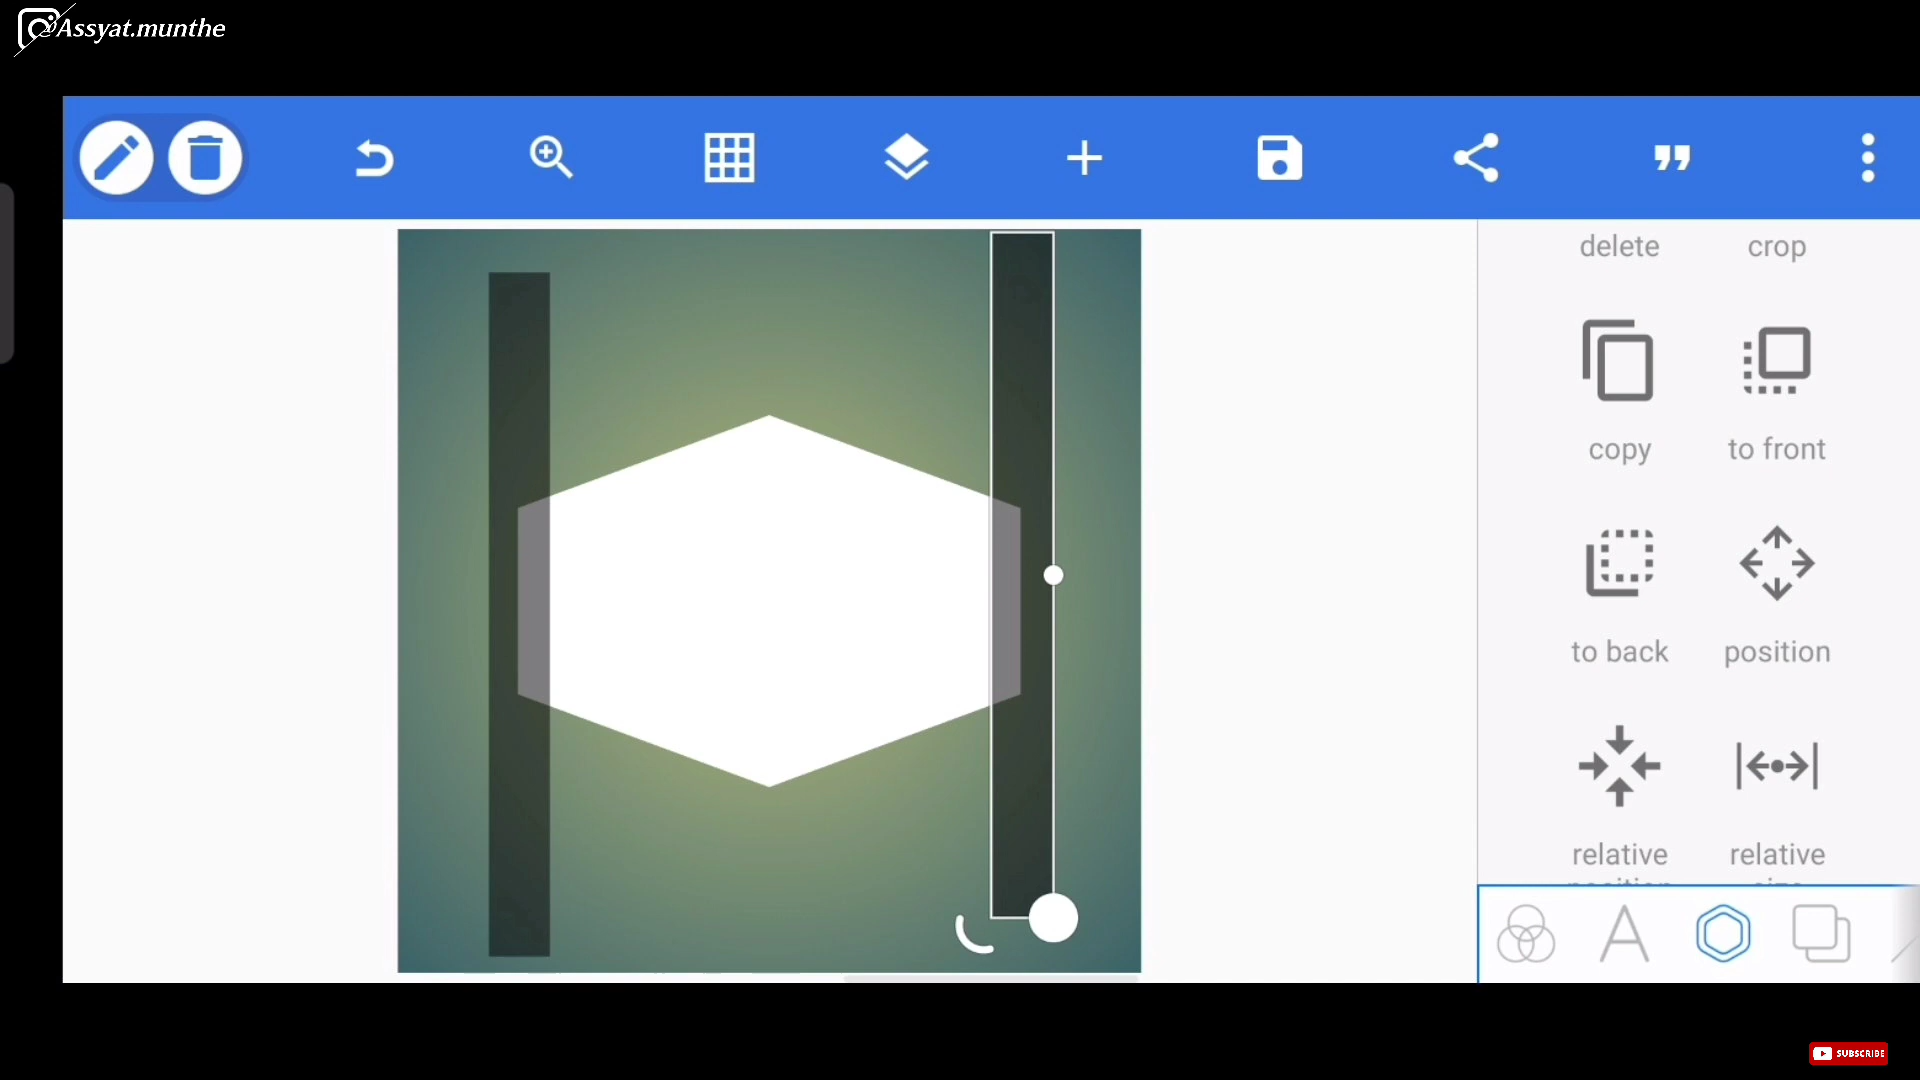 @Assyat.munthe
delete crop
copy to front
to back position
relative relative
SUBSCRIBE